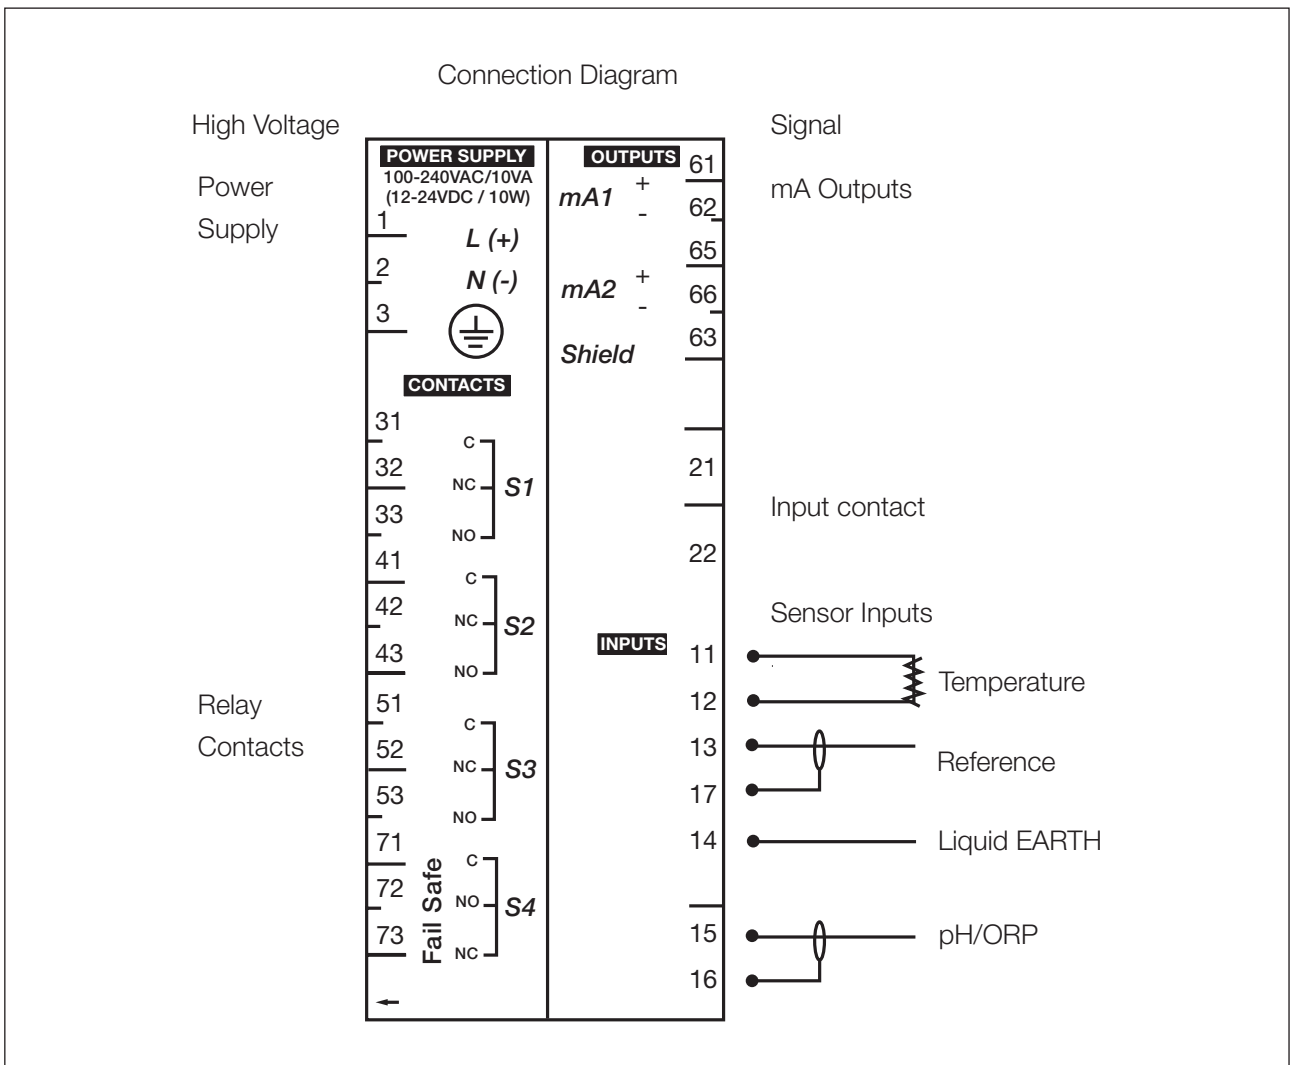 Connection Diagram
High Voltage
Signal
POWER SUPPLY
100-240VAC/10VA
(12-24VDC / 10W)
Power
Supply
1
L (+)
2
N (-)
3
CONTACTS
31
C
32
NC
S1
33
NO
41
C
42
NC
S2
43
NO
Relay
Contacts
51
C
52
NC
S3
53
NO
71
C
72
NO
S4
73
NC
Fail Safe
OUTPUTS
61
mA1
+
-
62
mA Outputs
65
mA2
+
-
66
63
Shield
21
Input contact
22
Sensor Inputs
INPUTS
11
Temperature
12
13
Reference
17
14
Liquid EARTH
15
pH/ORP
16